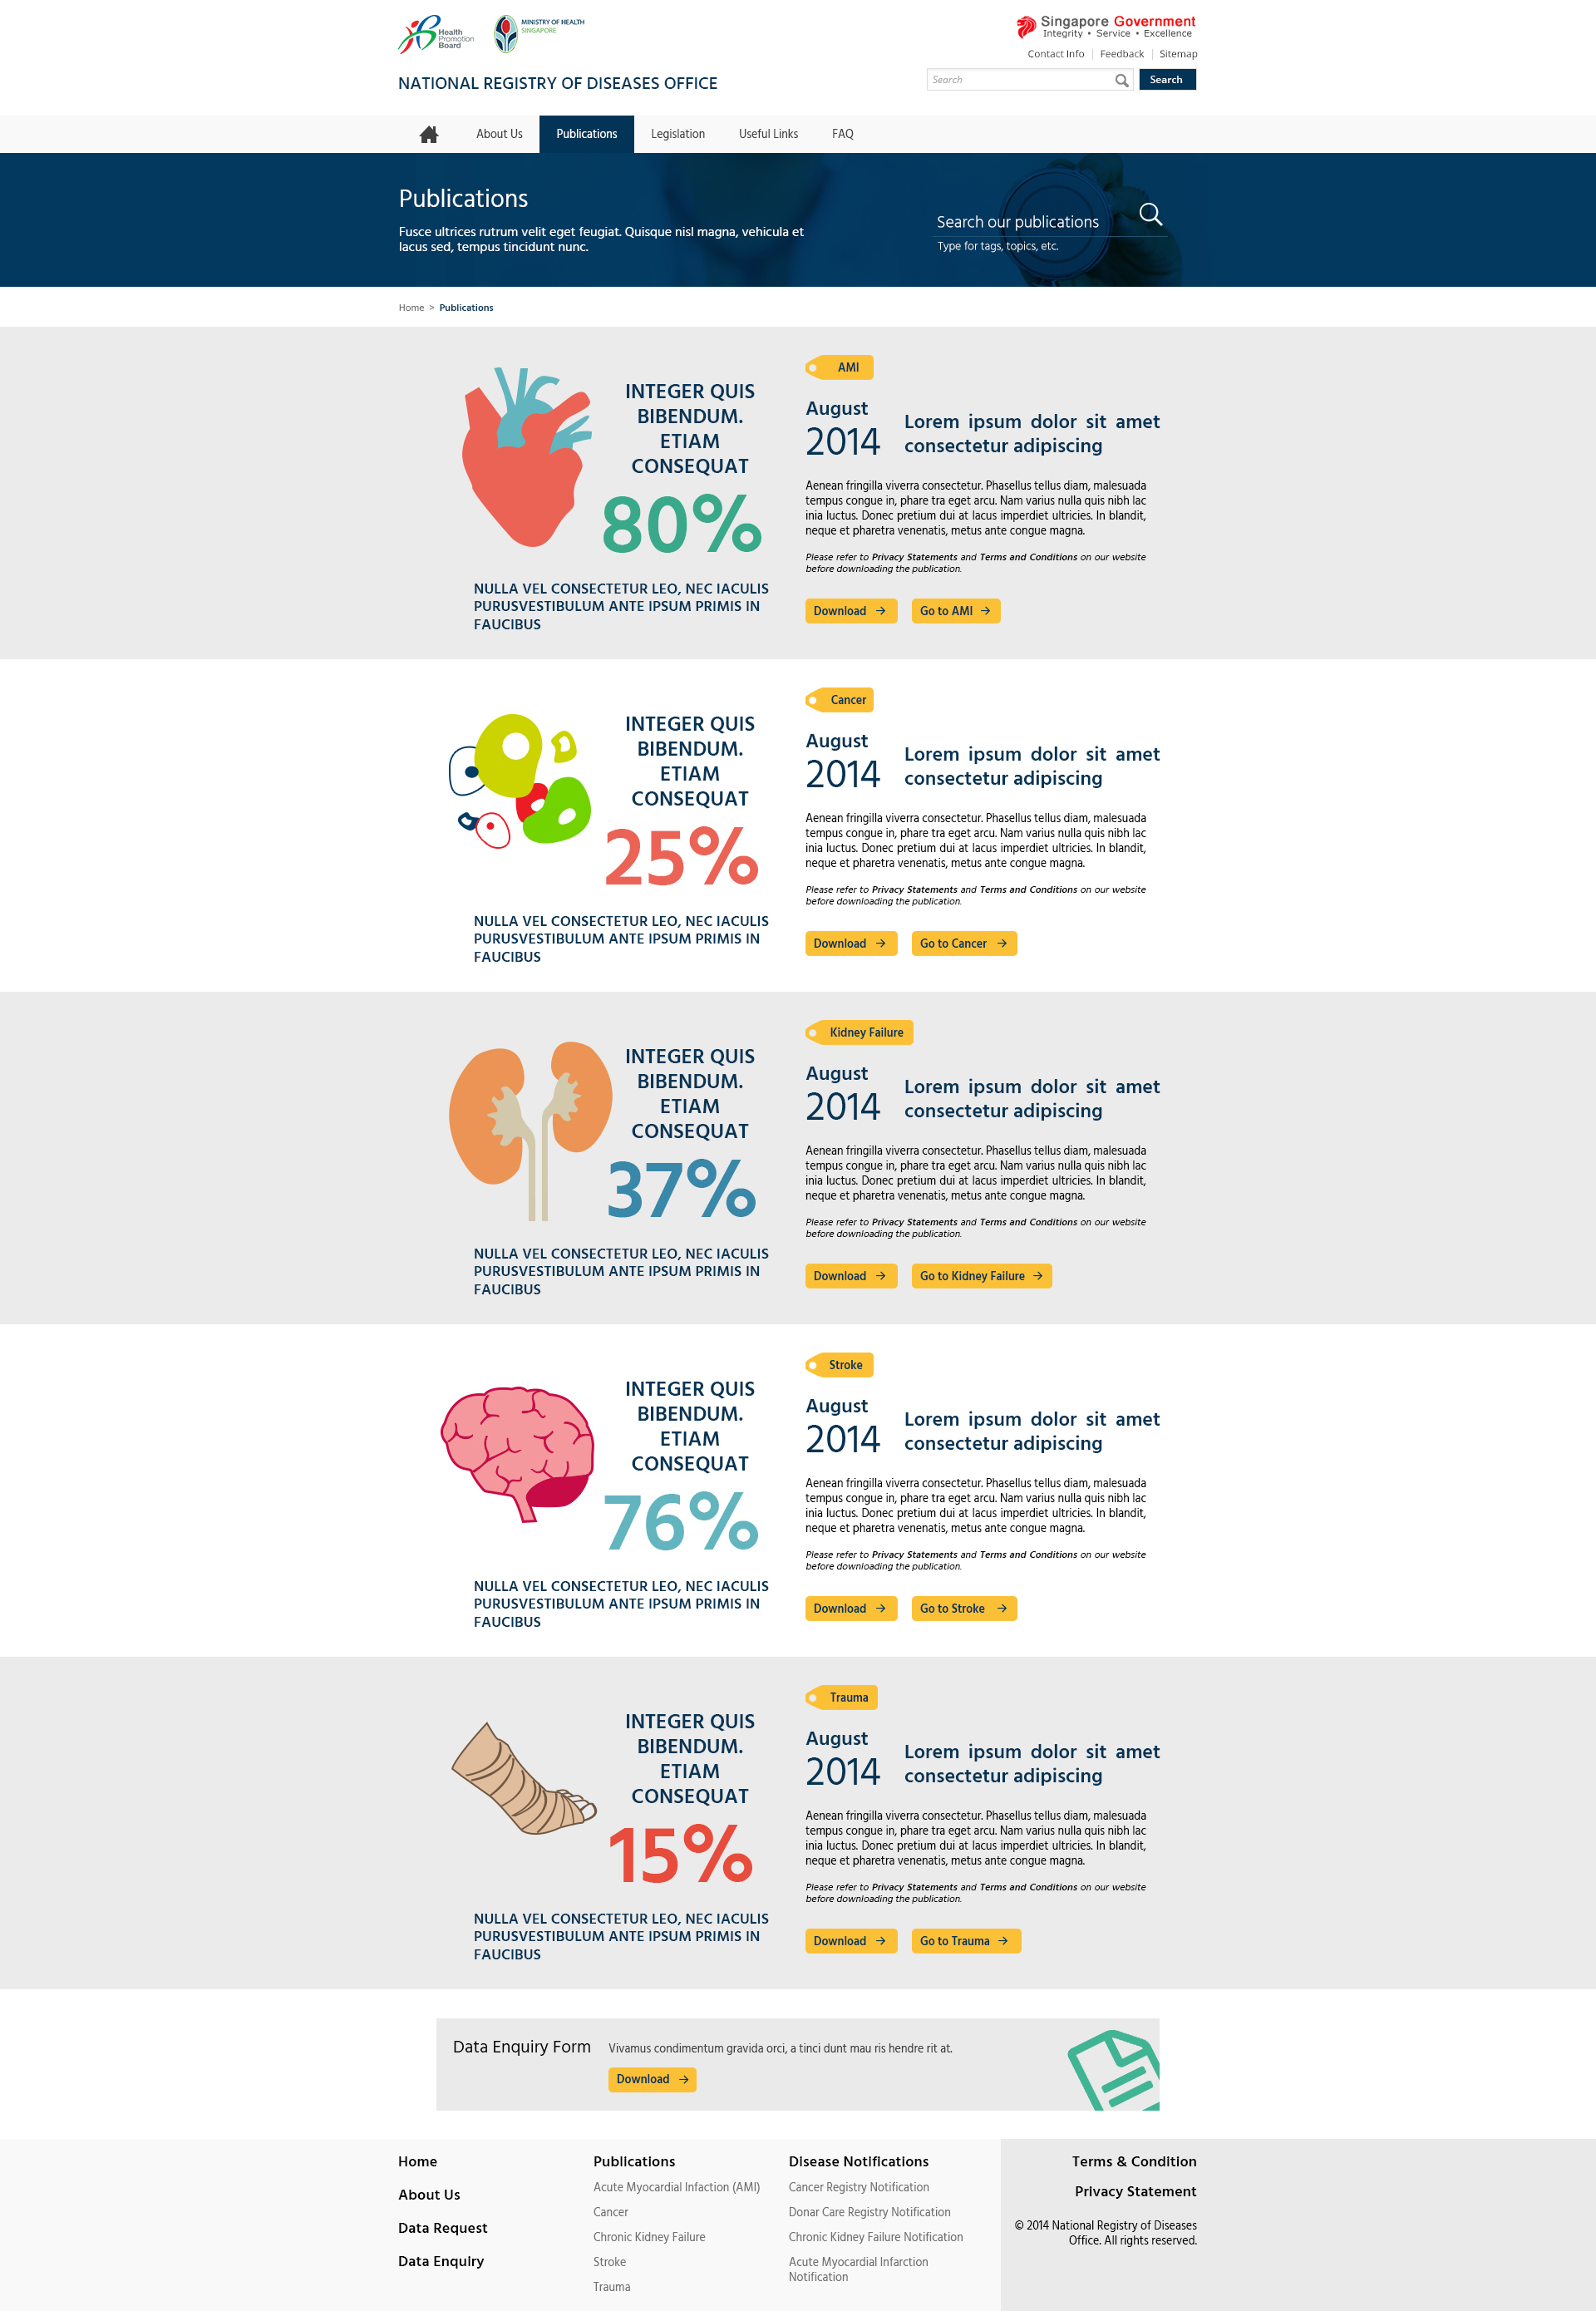 Health
Promotion
Board
MINISTRY OF HEALTH
SINGAPORE
Singapore Government
Integrity • Service • Excellence
Contact Info
Feedback
Sitemap
NATIONAL REGISTRY OF DISEASES OFFICE
Search
Search
About Us
Publications
Legislation
Useful Links
FAQ
Publications
Fusce ultrices rutrum velit eget feugiat. Quisque nisl magna, vehicula et
lacus sed, tempus tincidunt nunc.
Search our publications
Type for tags, topics, etc.
Home > Publications
INTEGER QUIS
BIBENDUM.
ETIAM
CONSEQUAT
80%
NULLA VEL CONSECTETUR LEO, NEC IACULIS
PURUSVESTIBULUM ANTE IPSUM PRIMIS IN
FAUCIBUS
AMI
August
2014
Lorem ipsum dolor sit amet
consectetur adipiscing
Aenean fringilla viverra consectetur. Phasellus tellus diam, malesuada
tempus congue in, phare tra eget arcu. Nam varius nulla quis nibh lac
inia luctus. Donec pretium dui at lacus imperdiet ultricies. In blandit,
neque et pharetra venenatis, metus ante congue magna.
Please refer to Privacy Statements and Terms and Conditions on our website
before downloading the publication.
Download
Go to AMI
INTEGER QUIS
BIBENDUM.
ETIAM
CONSEQUAT
25%
NULLA VEL CONSECTETUR LEO, NEC IACULIS
PURUSVESTIBULUM ANTE IPSUM PRIMIS IN
FAUCIBUS
Cancer
August
2014
Lorem ipsum dolor sit amet
consectetur adipiscing
Aenean fringilla viverra consectetur. Phasellus tellus diam, malesuada
tempus congue in, phare tra eget arcu. Nam varius nulla quis nibh lac
inia luctus. Donec pretium dui at lacus imperdiet ultricies. In blandit,
neque et pharetra venenatis, metus ante congue magna.
Please refer to Privacy Statements and Terms and Conditions on our website
before downloading the publication.
Download
Go to Cancer
INTEGER QUIS
BIBENDUM.
ETIAM
CONSEQUAT
37%
NULLA VEL CONSECTETUR LEO, NEC IACULIS
PURUSVESTIBULUM ANTE IPSUM PRIMIS IN
FAUCIBUS
Kidney Failure
August
2014
Lorem ipsum dolor sit amet
consectetur adipiscing
Aenean fringilla viverra consectetur. Phasellus tellus diam, malesuada
tempus congue in, phare tra eget arcu. Nam varius nulla quis nibh lac
inia luctus. Donec pretium dui at lacus imperdiet ultricies. In blandit,
neque et pharetra venenatis, metus ante congue magna.
Please refer to Privacy Statements and Terms and Conditions on our website
before downloading the publication.
Download
Go to Kidney Failure
INTEGER QUIS
BIBENDUM.
ETIAM
CONSEQUAT
76%
NULLA VEL CONSECTETUR LEO, NEC IACULIS
PURUSVESTIBULUM ANTE IPSUM PRIMIS IN
FAUCIBUS
Stroke
August
2014
Lorem ipsum dolor sit amet
consectetur adipiscing
Aenean fringilla viverra consectetur. Phasellus tellus diam, malesuada
tempus congue in, phare tra eget arcu. Nam varius nulla quis nibh lac
inia luctus. Donec pretium dui at lacus imperdiet ultricies. In blandit,
neque et pharetra venenatis, metus ante congue magna.
Please refer to Privacy Statements and Terms and Conditions on our website
before downloading the publication.
Download
Go to Stroke
INTEGER QUIS
BIBENDUM.
ETIAM
CONSEQUAT
15%
NULLA VEL CONSECTETUR LEO, NEC IACULIS
PURUSVESTIBULUM ANTE IPSUM PRIMIS IN
FAUCIBUS
Trauma
August
2014
Lorem ipsum dolor sit amet
consectetur adipiscing
Aenean fringilla viverra consectetur. Phasellus tellus diam, malesuada
tempus congue in, phare tra eget arcu. Nam varius nulla quis nibh lac
inia luctus. Donec pretium dui at lacus imperdiet ultricies. In blandit,
neque et pharetra venenatis, metus ante congue magna.
Please refer to Privacy Statements and Terms and Conditions on our website
before downloading the publication.
Download
Go to Trauma
Data Enquiry Form
Vivamus condimentum gravida orci, a tinci dunt mau ris hendre rit at.
Download
Home
About Us
Data Request
Data Enquiry
Publications
Acute Myocardial Infaction (AMI)
Cancer
Chronic Kidney Failure
Stroke
Trauma
Disease Notifications
Cancer Registry Notification
Donar Care Registry Notification
Chronic Kidney Failure Notification
Acute Myocardial Infarction
Notification
Terms & Condition
Privacy Statement
© 2014 National Registry of Diseases
Office. All rights reserved.